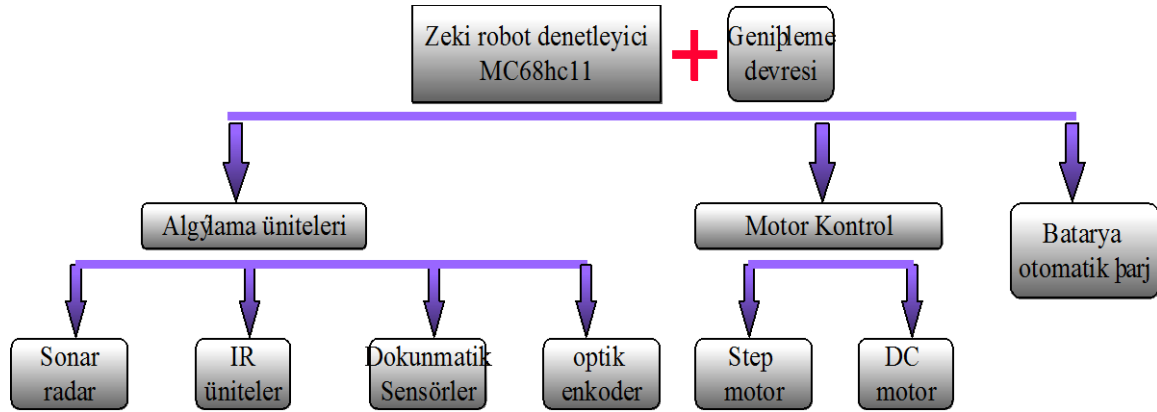 Zeki robot denetleyici
MC68hc11
Geniþleme
devresi
Algýlama üniteleri
Motor Kontrol
Batarya
otomatik þarj
Sonar
radar
IR
üniteler
Dokunmatik
Sensörler
optik
enkoder
Step
motor
DC
motor